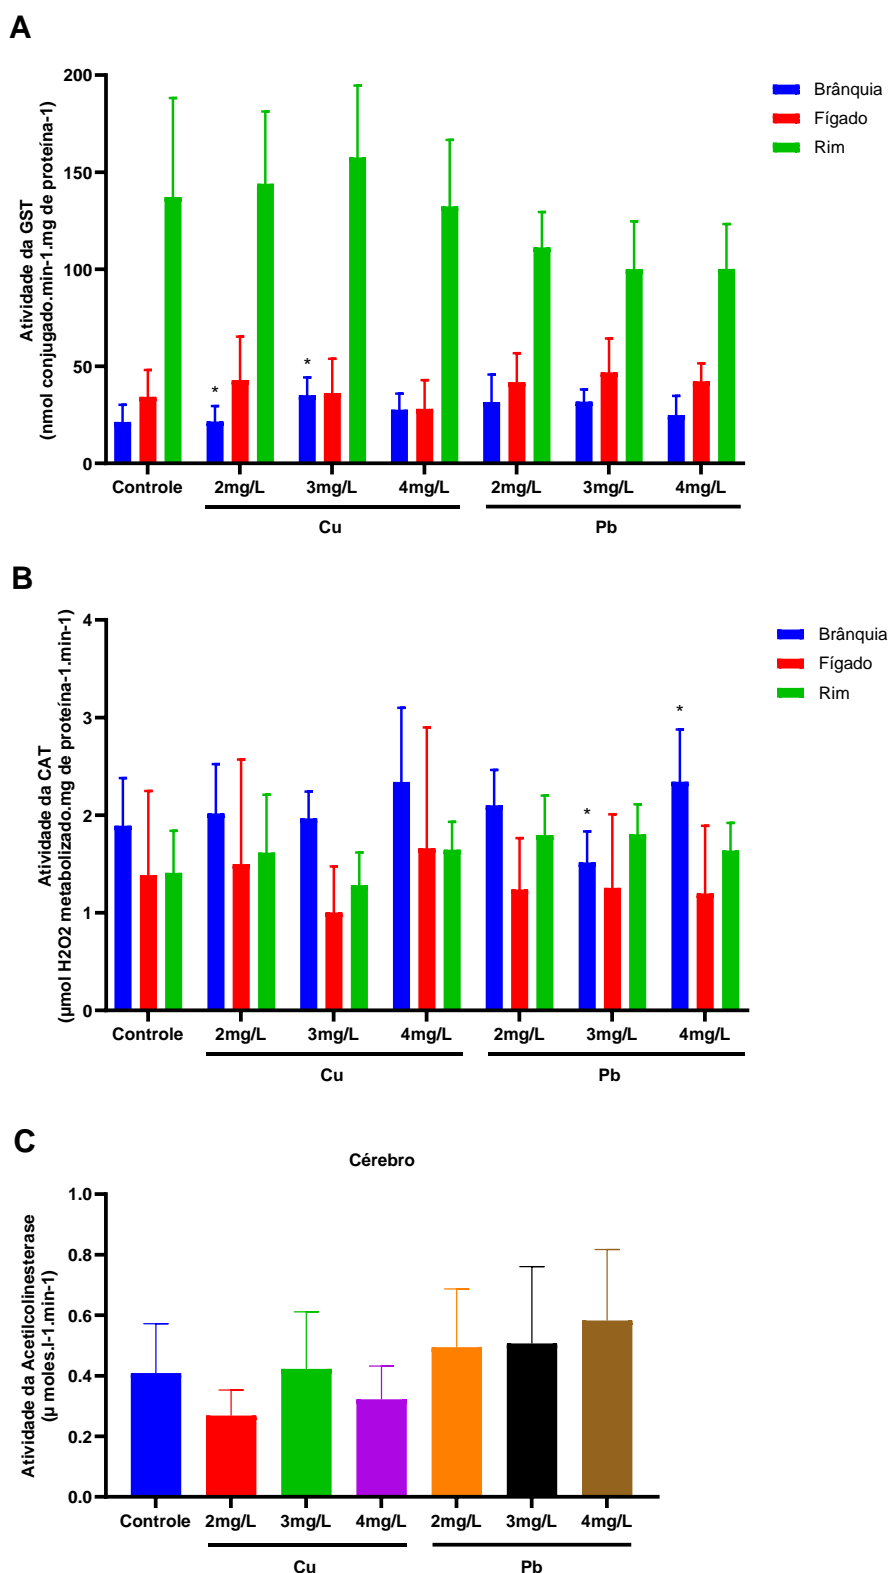 A
Atividade da GST
(nmol conjugado.min-1.mg de proteína-1)
200
150
100
50
0
*
*
Brânquia
Fígado
Rim
Controle
2mg/L
3mg/L
4mg/L
2mg/L
3mg/L
4mg/L
Cu
Pb
B
Atividade da CAT
(µmol H2O2 metabolizado.mg de proteína-1.min-1)
4
3
2
1
0
*
*
Brânquia
Fígado
Rim
Controle
2mg/L
3mg/L
4mg/L
2mg/L
3mg/L
4mg/L
Cu
Pb
C
Cérebro
Atividade da Acetilcolinesterase
(µ moles.l-1.min-1)
1.0
0.8
0.6
0.4
0.2
0.0
Controle
2mg/L
3mg/L
4mg/L
2mg/L
3mg/L
4mg/L
Cu
Pb